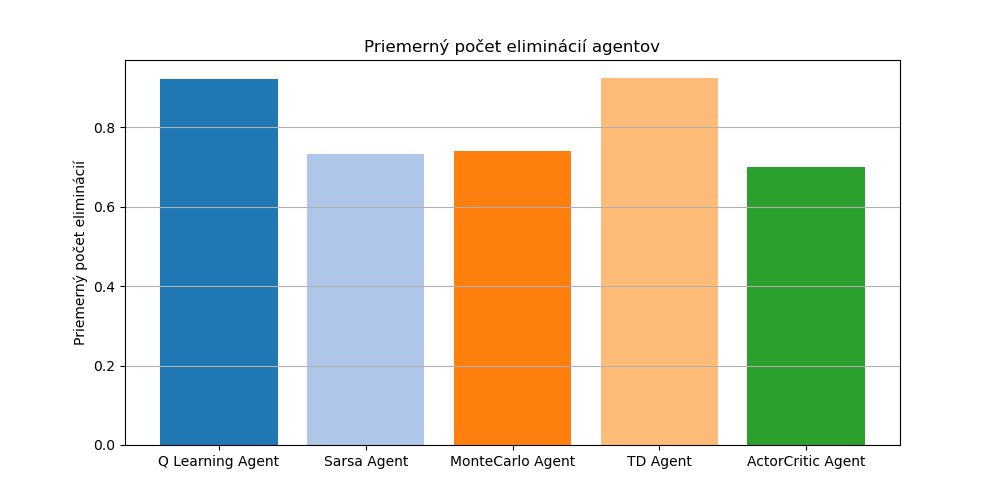 Priemerný počet eliminácií agentov
Priemerný počet eliminácií
0.8
0.6
0.4
0.2
0.0
Q Learning Agent
Sarsa Agent
MonteCarlo Agent
TD Agent
ActorCritic Agent